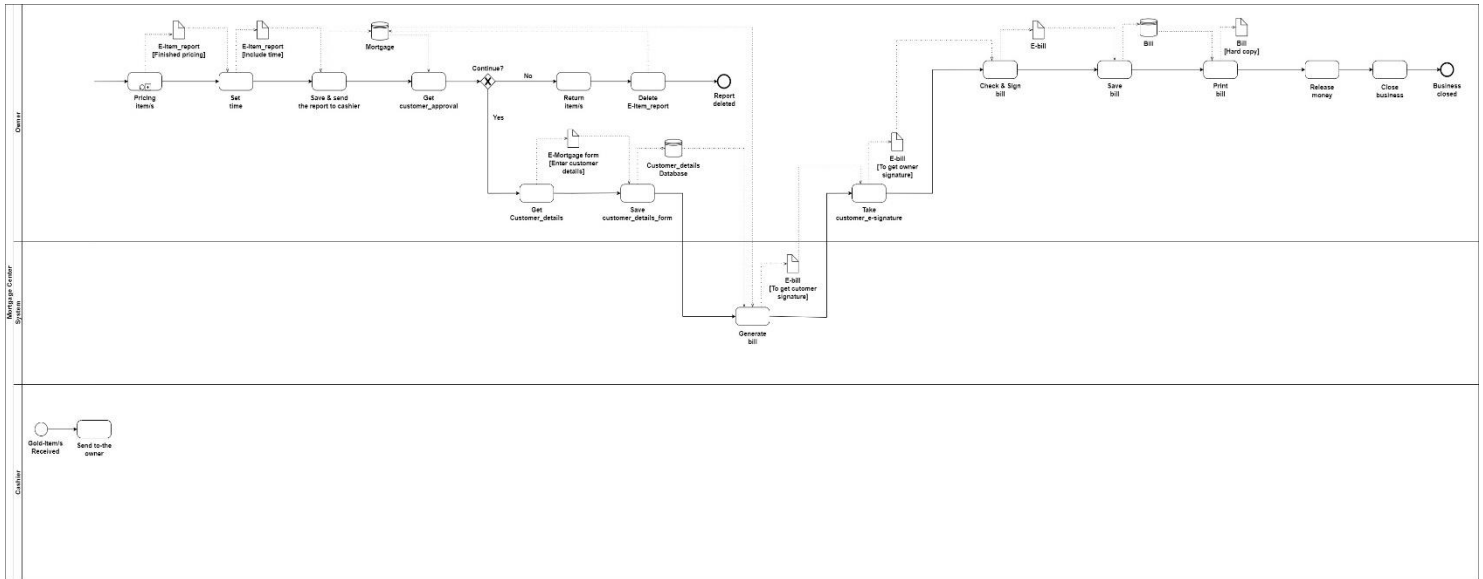 Mortgage Center
Owner
E-Item_report
[Finished pricing]
E-Item_report
[Include time]
Mortgage
Continue?
No
Yes
Pricing
item/s
Set
time
Save & send
the report to cashier
Get
customer_approval
Return
item/s
Delete
E-Item_report
Report
deleted
E-Mortgage form
[Enter customer
details]
Customer_details
Database
Get
Customer_details
Save
customer_details_form
E-bill
[To get owner
signature]
Take
customer_e-signature
E-bill
Bill
Bill
[Hard copy]
Check & Sign
bill
Save
bill
Print
bill
Release
money
Close
business
Business
closed
System
E-bill
[To get cutomer
signature]
Generate
bill
Cashier
Gold-Item/s
Received
Send to-the
owner